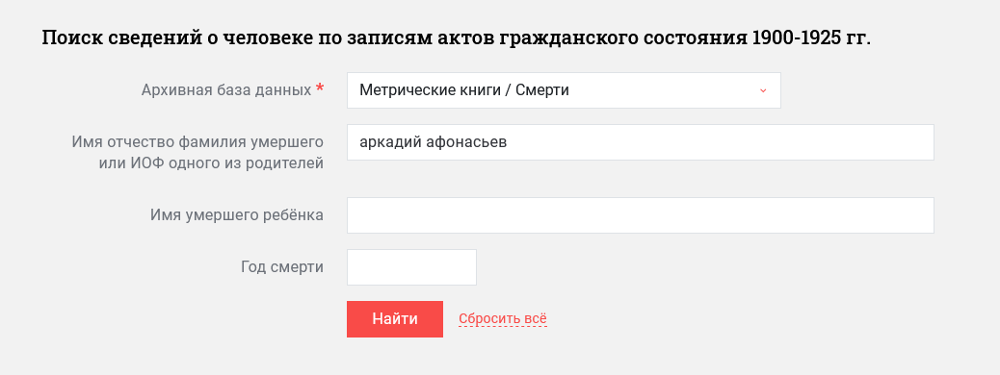 Поиск сведений о человеке по записям актов гражданского состояния 1900-1925 гг.
Архивная база данных *
Метрические книги / Смерти
Имя отчество фамилия умершего
или ИОФ одного из родителей
аркадий афонасьев
Имя умершего ребёнка
Год смерти
Найти
Сбросить всё